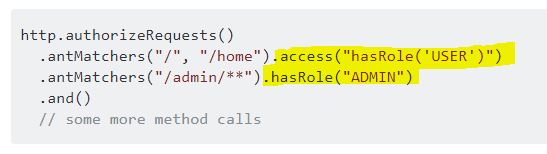 http.authorizeRequests()
.antMatchers("/", "/home").access("hasRole('USER')")
.antMatchers("/admin/**").hasRole("ADMIN")
.and()
// some more method calls